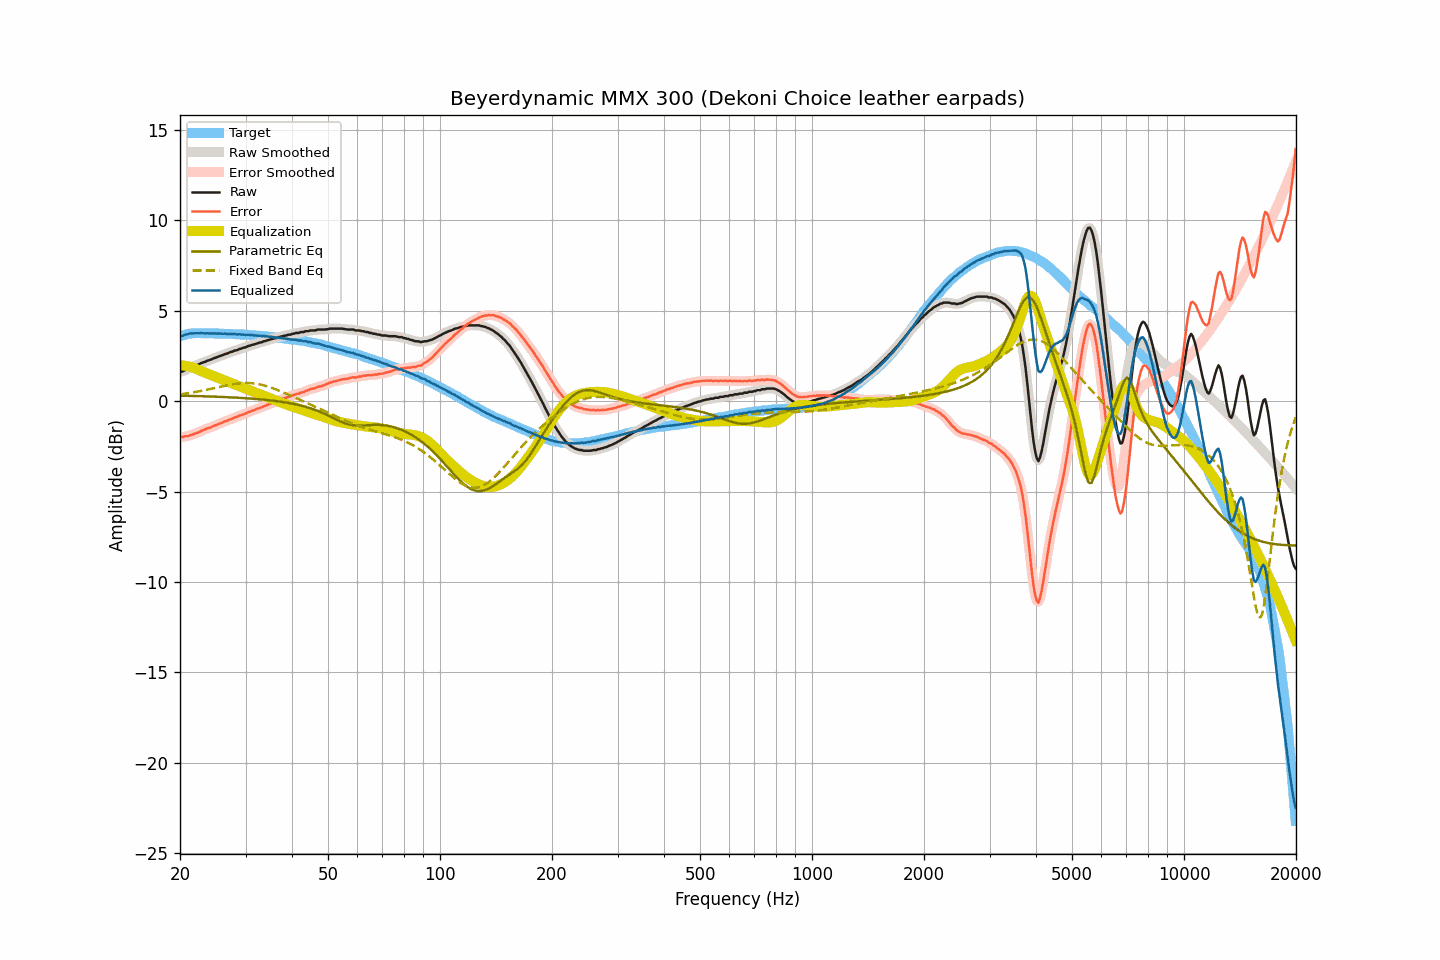 Beyerdynamic MMX 300 (Dekoni Choice leather earpads)
15
10
5
0
−5
−10
−15
−20
−25
Amplitude (dBr)
Target
Raw Smoothed
Error Smoothed
Raw
Error
Equalization
Parametric Eq
Fixed Band Eq
Equalized
20 50 100 200 500 1000 2000 5000 10000 20000
Frequency (Hz)